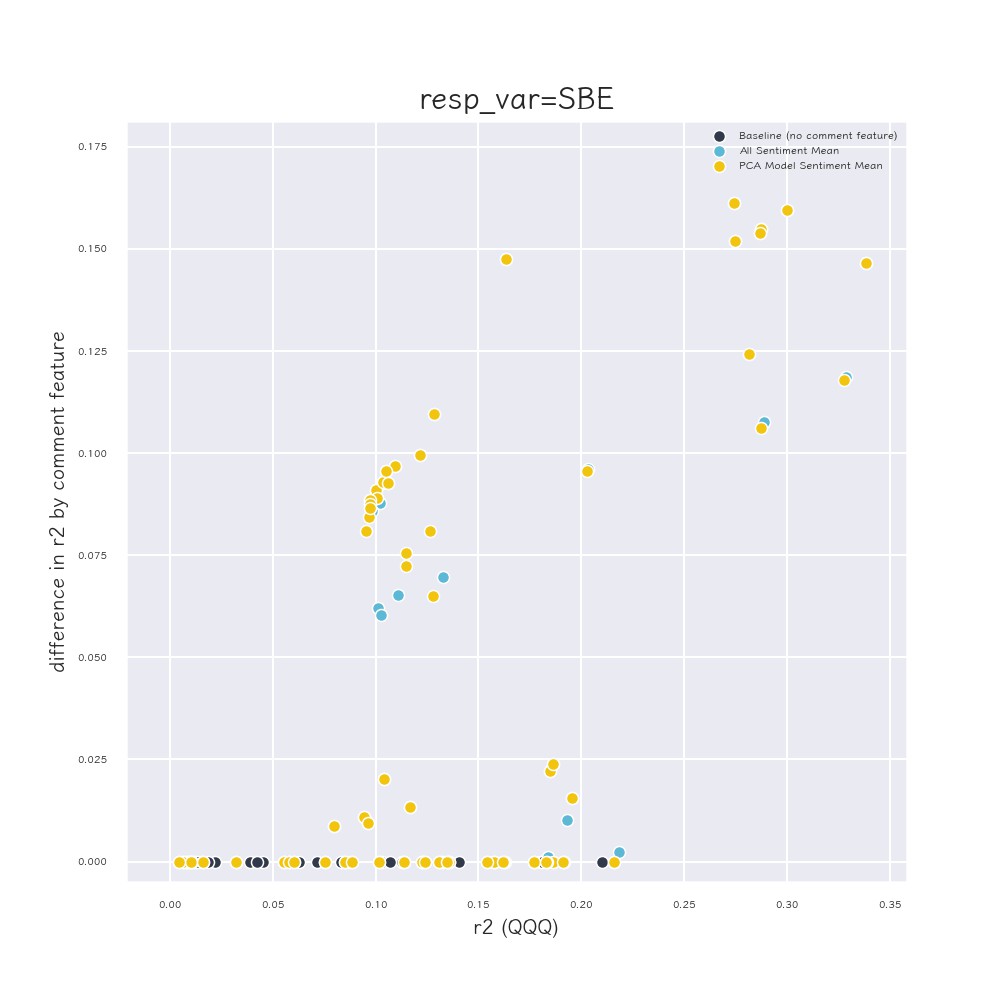 resp_var=SBE
Baseline (no comment feature)
All Sentiment Mean
PCA Model Sentiment Mean
difference in r2 by comment feature
0.175
0.150
0.125
0.100
0.075
0.050
0.025
0.000
0.00 0.05 0.10 0.15 0.20 0.25 0.30 0.35
r2 (QQQ)